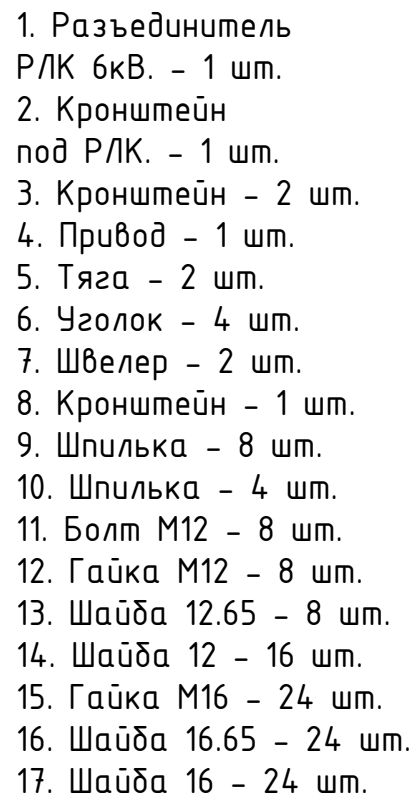 1. Разъединитель
РЛК 6кВ. – 1 шт.
2. Кронштейн
под РЛК. – 1 шт.
3. Кронштейн – 2 шт.
4. Привод – 1 шт.
5. Тяга – 2 шт.
6. Уголок – 4 шт.
7. Швелер – 2 шт.
8. Кронштейн – 1 шт.
9. Шпилька – 8 шт.
10. Шпилька – 4 шт.
11. Болт М12 – 8 шт.
12. Гайка М12 – 8 шт.
13. Шайба 12.65 – 8 шт.
14. Шайба 12 – 16 шт.
15. Гайка М16 – 24 шт.
16. Шайба 16.65 – 24 шт.
17. Шайба 16 – 24 шт.